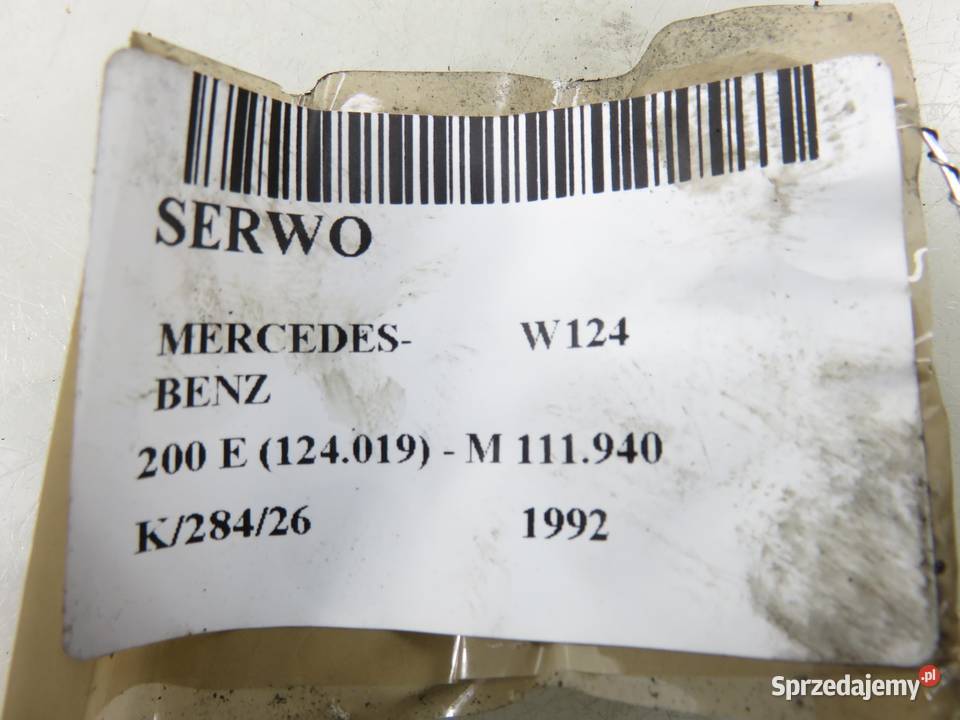 SERWO
MERCEDES-BENZ W124
200 E (124.019) - M 111.940
K/284/26 1992
Sprzedajemy.pl